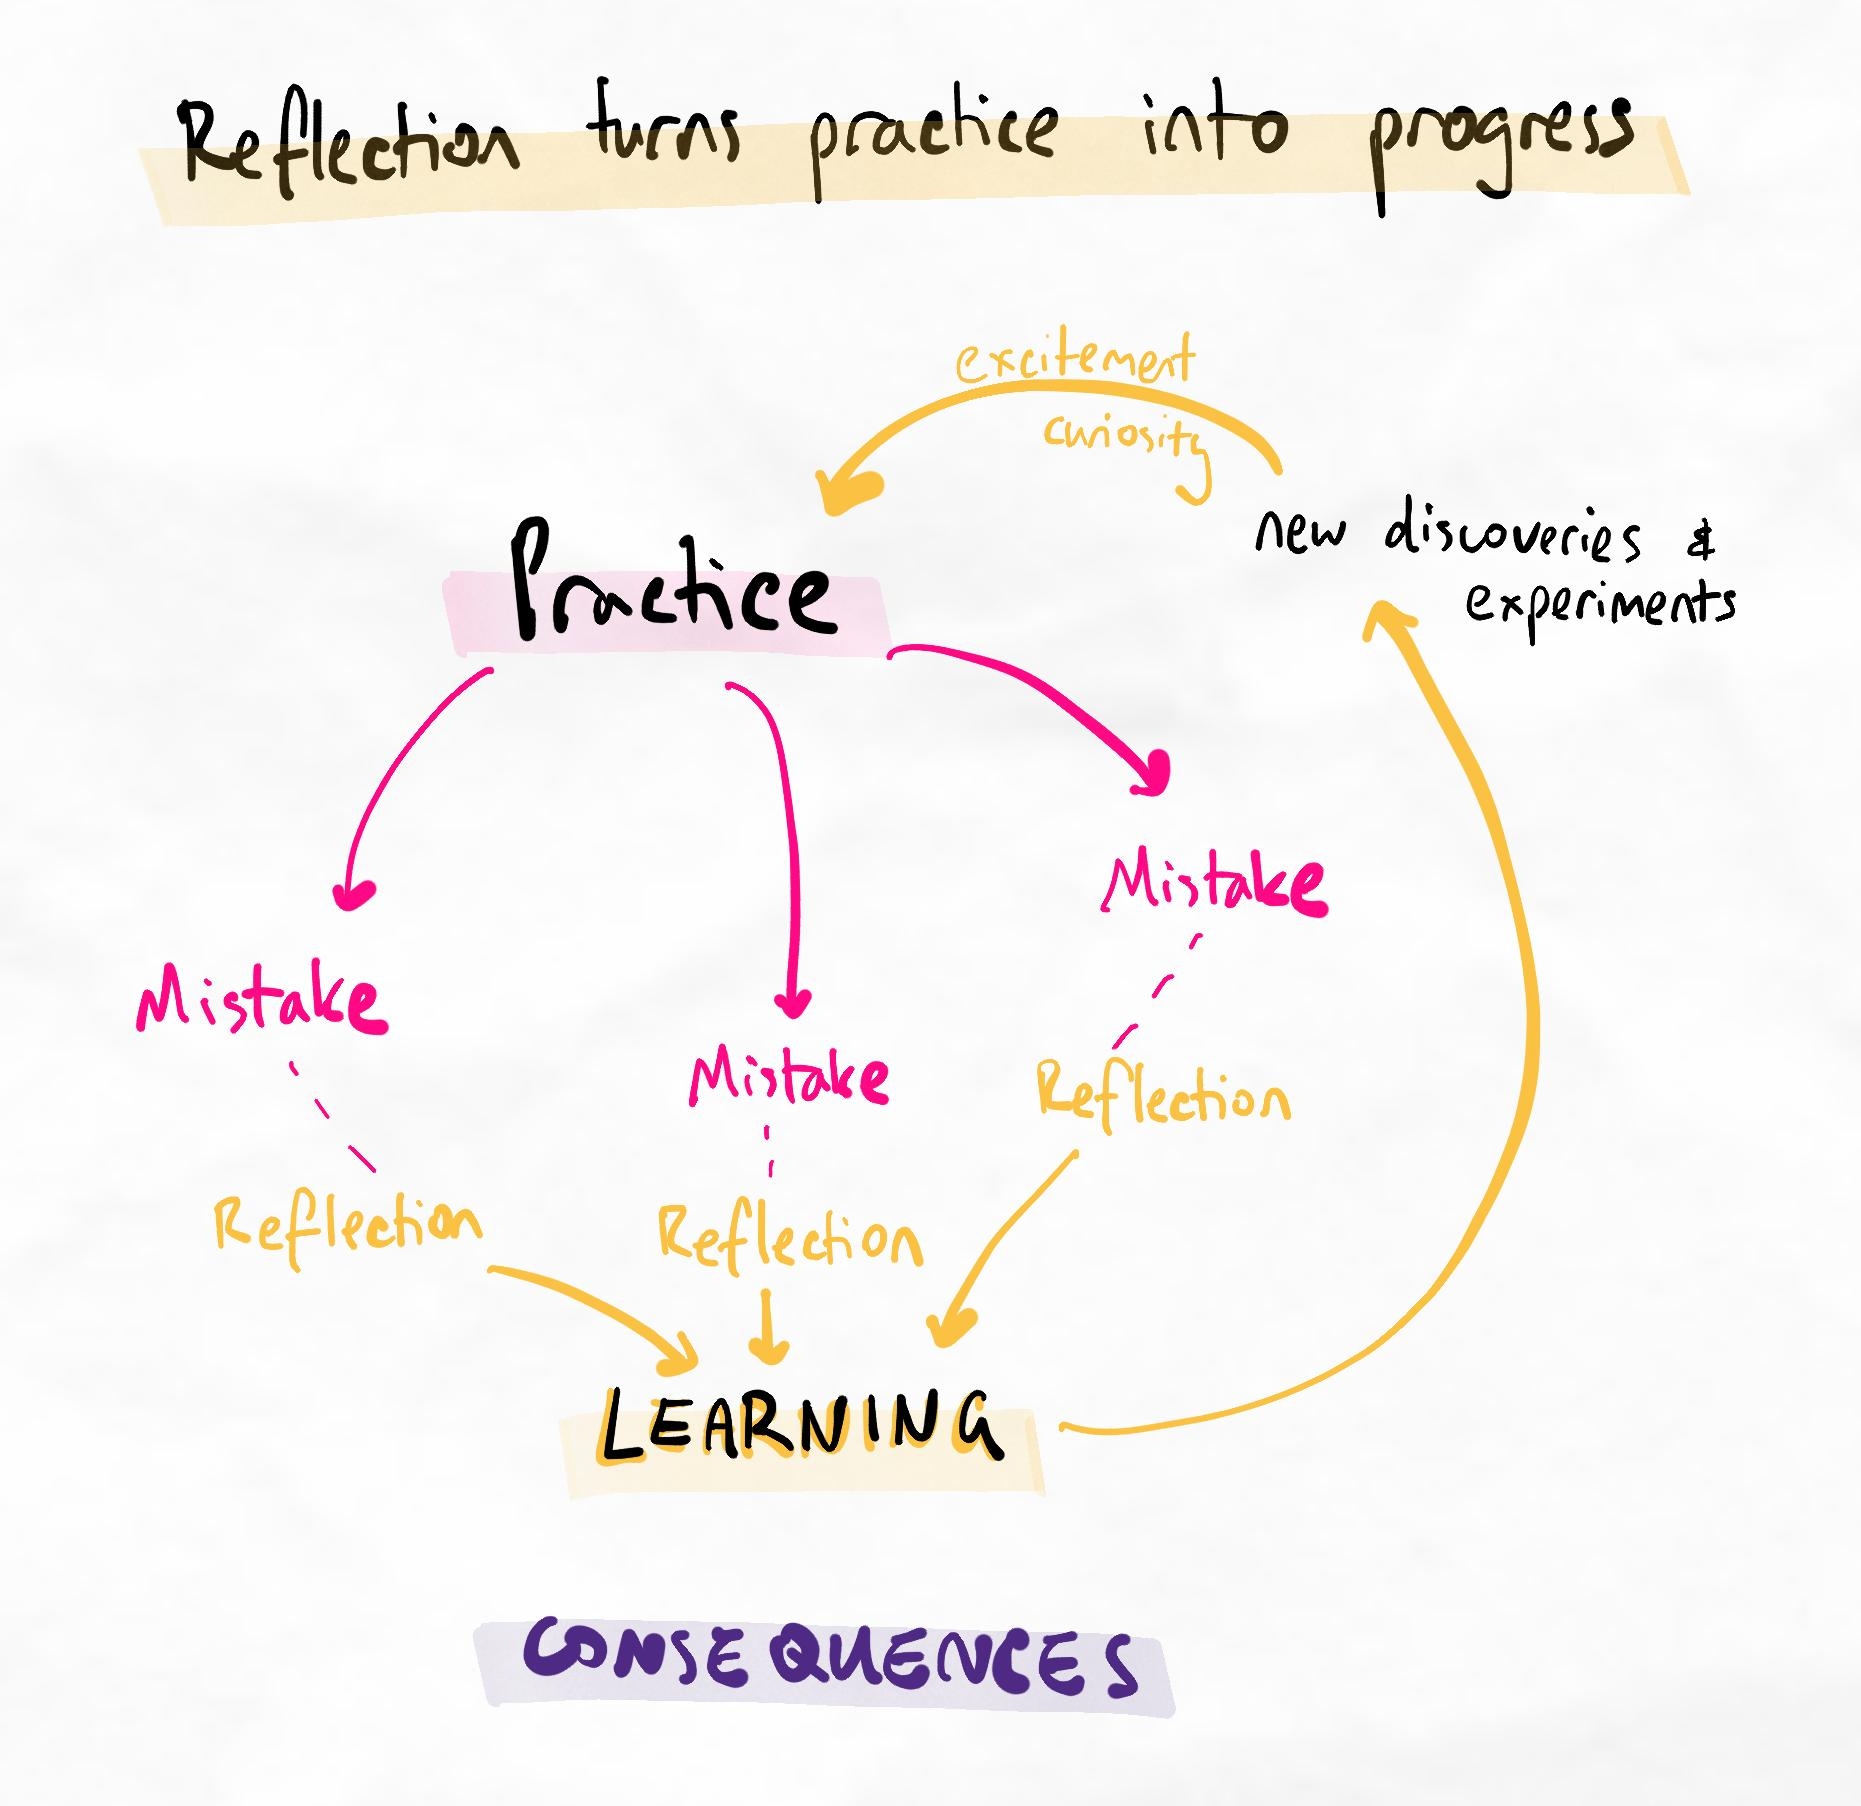 Reflection turns practice into progress
excitement
curiosity
new discoveries &
experiments
Practice
Mistake
Mistake
Mistake
Reflection
Reflection
Reflection
LEARNING
CONSEQUENCES